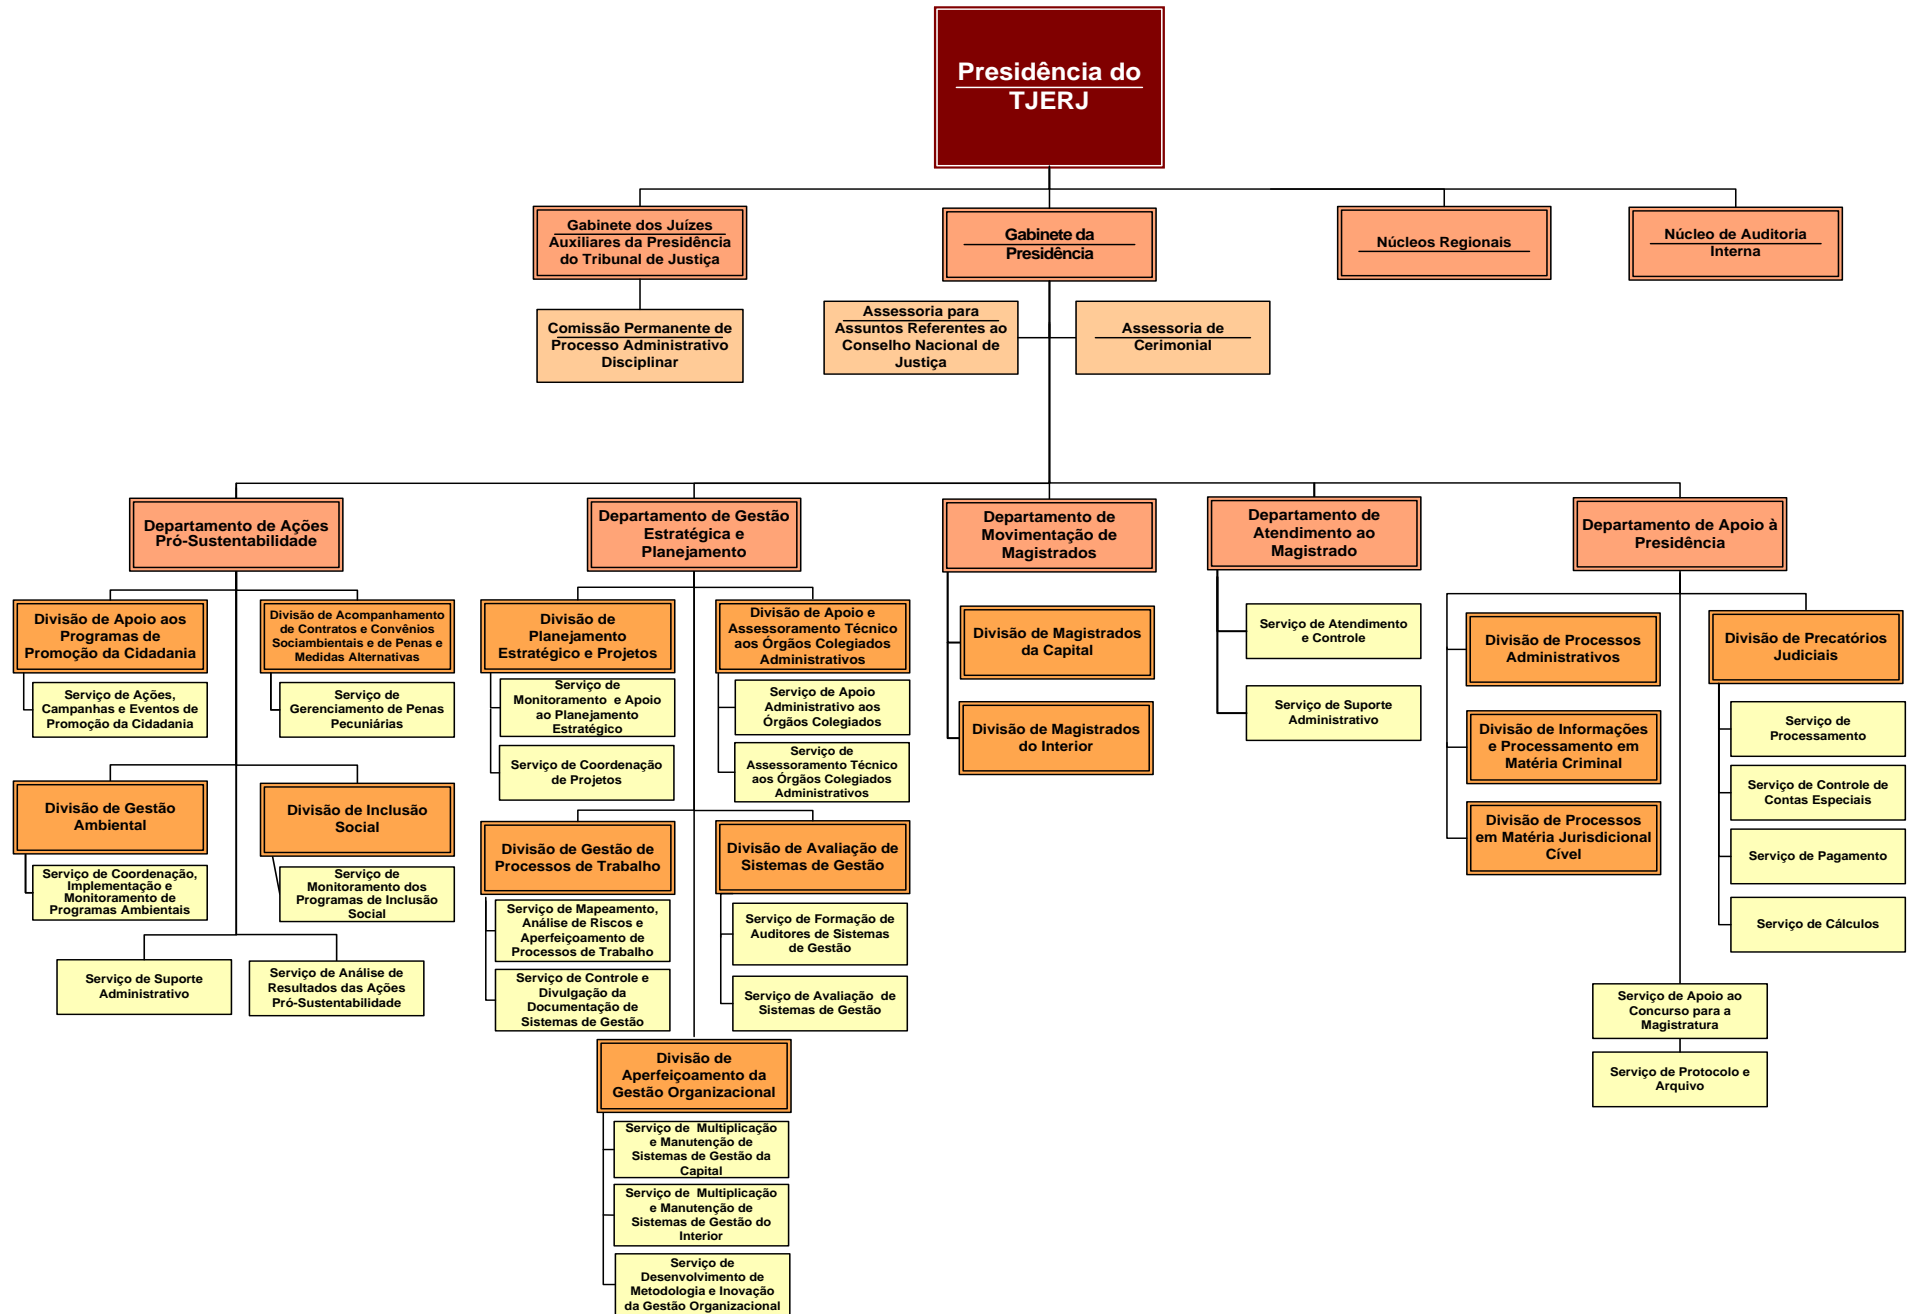 Presidência do
TJERJ
Gabinete dos Juízes
Auxiliares da Presidência
do Tribunal de Justiça
Gabinete da
Presidência
Núcleos Regionais
Núcleo de Auditoria
Interna
Comissão Permanente de
Processo Administrativo
Disciplinar
Assessoria para
Assuntos Referentes ao
Conselho Nacional de
Justiça
Assessoria de
Cerimonial
Departamento de Ações
Pró-Sustentabilidade
Departamento de Gestão
Estratégica e
Planejamento
Departamento de
Movimentação de
Magistrados
Departamento de
Atendimento ao
Magistrado
Departamento de Apoio à
Presidência
Divisão de Apoio aos
Programas de
Promoção da Cidadania
Divisão de Acompanhamento
de Contratos e Convênios
Sociambientais e de Penas e
Medidas Alternativas
Serviço de Ações,
Campanhas e Eventos de
Promoção da Cidadania
Serviço de
Gerenciamento de Penas
Pecuniárias
Divisão de Gestão
Ambiental
Divisão de Inclusão
Social
Serviço de Coordenação,
Implementação e
Monitoramento de
Programas Ambientais
Serviço de
Monitoramento dos
Programas de Inclusão
Social
Serviço de Suporte
Administrativo
Serviço de Análise de
Resultados das Ações
Pró-Sustentabilidade
Divisão de
Planejamento
Estratégico e Projetos
Divisão de Apoio e
Assessoramento Técnico
aos Órgãos Colegiados
Administrativos
Serviço de
Monitoramento e Apoio
ao Planejamento
Estratégico
Serviço de Coordenação
de Projetos
Serviço de Apoio
Administrativo aos
Órgãos Colegiados
Serviço de
Assessoramento Técnico
aos Órgãos Colegiados
Administrativos
Divisão de Gestão de
Processos de Trabalho
Divisão de Avaliação de
Sistemas de Gestão
Serviço de Mapeamento,
Análise de Riscos e
Aperfeiçoamento de
Processos de Trabalho
Serviço de Controle e
Divulgação da
Documentação de
Sistemas de Gestão
Serviço de Formação de
Auditores de Sistemas
de Gestão
Serviço de Avaliação de
Sistemas de Gestão
Divisão de
Aperfeiçoamento da
Gestão Organizacional
Serviço de Multiplicação
e Manutenção de
Sistemas de Gestão da
Capital
Serviço de Multiplicação
e Manutenção de
Sistemas de Gestão do
Interior
Serviço de
Desenvolvimento de
Metodologia e Inovação
da Gestão Organizacional
Divisão de Magistrados
da Capital
Divisão de Magistrados
do Interior
Serviço de Atendimento
e Controle
Serviço de Suporte
Administrativo
Divisão de Processos
Administrativos
Divisão de Informações
e Processamento em
Matéria Criminal
Divisão de Processos
em Matéria Jurisdicional
Cível
Divisão de Precatórios
Judiciais
Serviço de
Processamento
Serviço de Controle de
Contas Especiais
Serviço de Pagamento
Serviço de Cálculos
Serviço de Apoio ao
Concurso para a
Magistratura
Serviço de Protocolo e
Arquivo